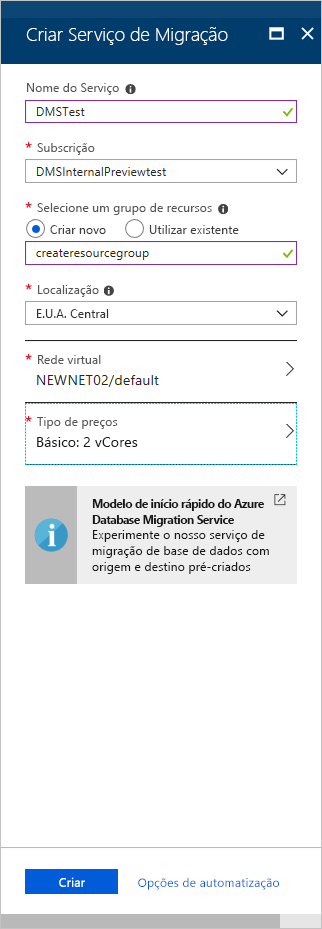 Criar Serviço de Migração
Nome do Serviço
DMSTest
* Subscrição
DMSInternalPreviewtest
* Selecione um grupo de recursos
Criar novo
Utilizar existente
createresourcegroup
* Localização
E.U.A. Central
* Rede virtual
NEWNET02/default
* Tipo de preços
Básico: 2 vCores
Modelo de início rápido do Azure
Database Migration Service
Experimente o nosso serviço de
migração de base de dados com
origem e destino pré-criados
Criar
Opções de automatização